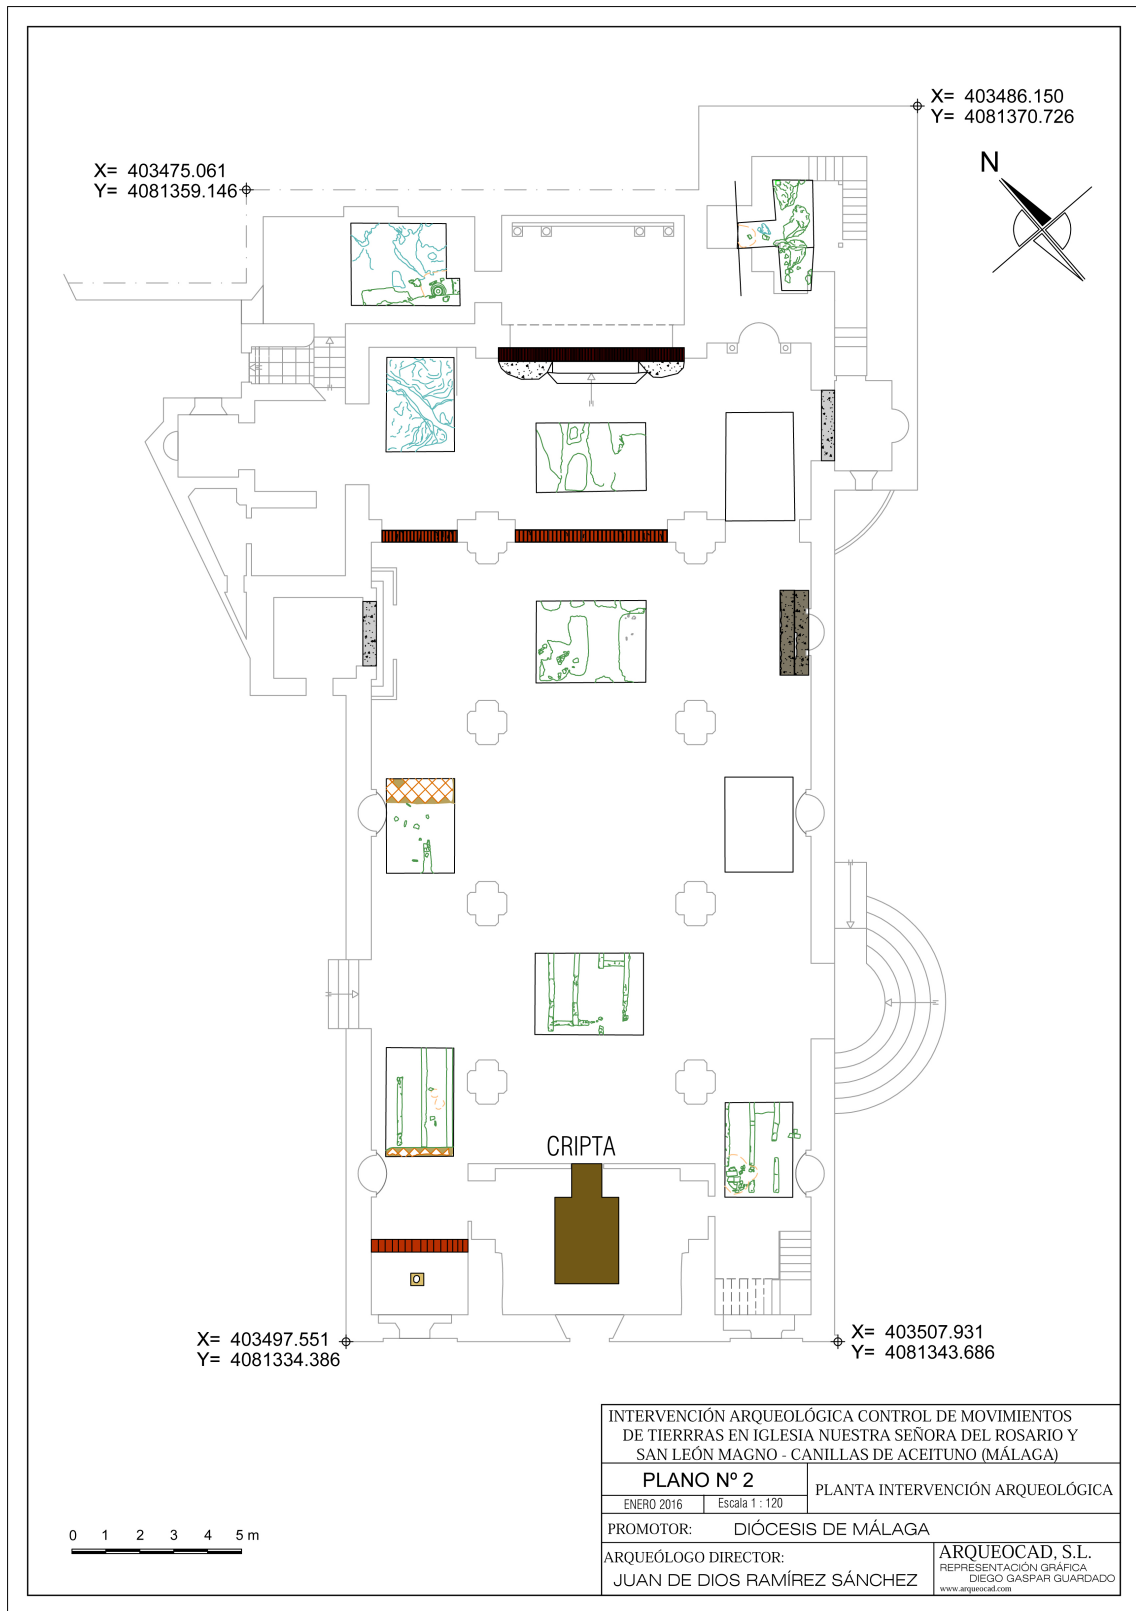 X= 403486.150
Y= 4081370.726
X= 403475.061
Y= 4081359.146
N
CRIPTA
X= 403497.551
Y= 4081334.386
X= 403507.931
Y= 4081343.686
INTERVENCIÓN ARQUEOLÓGICA CONTROL DE MOVIMIENTOS
DE TIERRRAS EN IGLESIA NUESTRA SEÑORA DEL ROSARIO Y
SAN LEÓN MAGNO - CANILLAS DE ACEITUNO (MÁLAGA)
PLANO Nº 2
ENERO 2016 Escala 1 : 120
PLANTA INTERVENCIÓN ARQUEOLÓGICA
PROMOTOR: DIÓCESIS DE MÁLAGA
ARQUEÓLOGO DIRECTOR:
JUAN DE DIOS RAMÍREZ SÁNCHEZ
ARQUEOCAD, S.L.
REPRESENTACIÓN GRÁFICA
DIEGO GASPAR GUARDADO
www.arqueocad.com
0 1 2 3 4 5 m